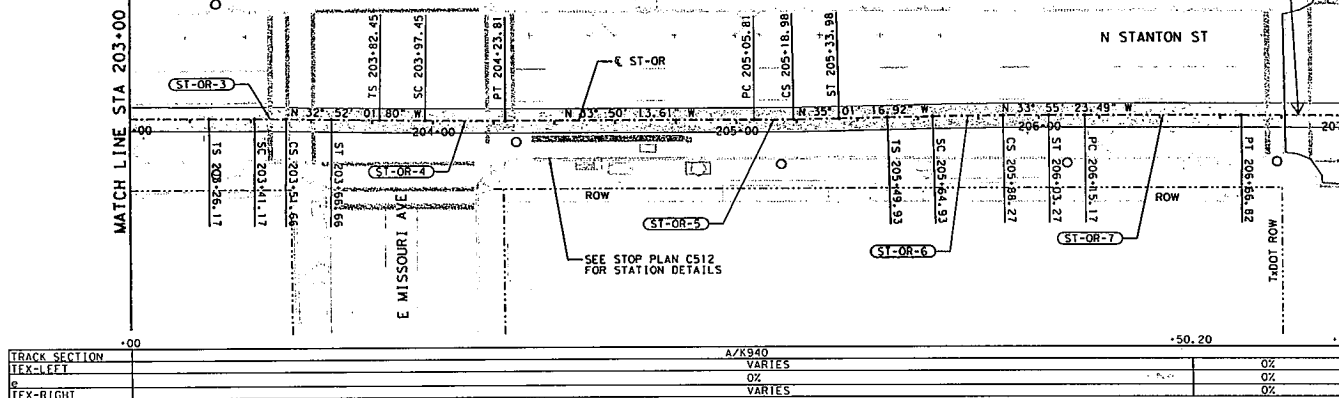 MATCH LINE STA 203+00
TS 203+82.45
SC 203+97.45
PT 204+23.81
℄ ST-OR
PC 205+05.81
CS 205+18.98
ST 205+33.98
N STANTON ST
ST-OR-3
N 32° 52' 01.80" W
N 33° 50' 13.61" W
N 35° 01' 16.92" W
N 33° 55' 23.49" W
+00
204+00
205+00
206+00
TS 203+26.17
SC 203+41.17
CS 203+51.66
ST 203+66.66
ST-OR-4
E MISSOURI AVE
ROW
ST-OR-5
SEE STOP PLAN C512
FOR STATION DETAILS
TS 205+49.93
SC 205+64.93
ST-OR-6
CS 205+88.27
ST 206+03.27
PC 206+15.17
ST-OR-7
ROW
PT 206+66.82
TxDOT ROW
+00
+50.20
TRACK SECTION A/K940
TEX-LEFT VARIES 0%
e 0% 0%
TEX-RIGHT VARIES 0%